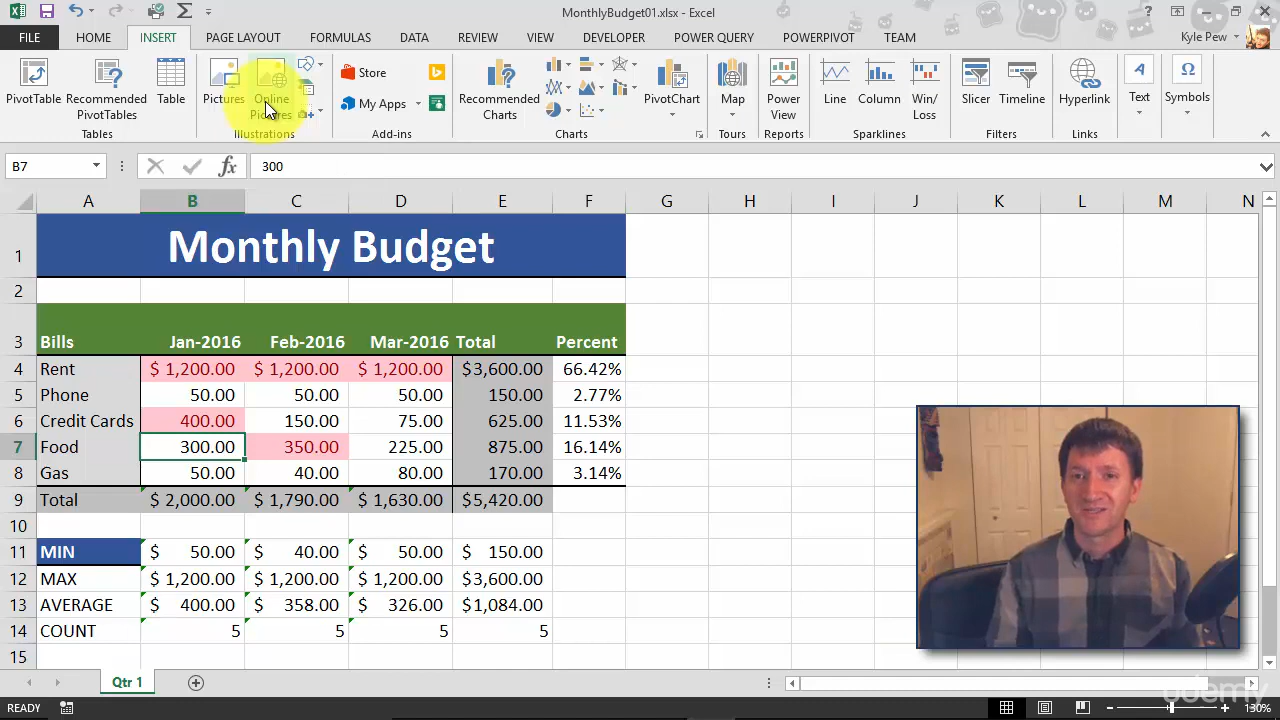 MonthlyBudget01.xlsx - Excel
FILE HOME INSERT PAGE LAYOUT FORMULAS DATA REVIEW VIEW DEVELOPER POWER QUERY POWERPIVOT TEAM Kyle Pew
PivotTable Recommended PivotTables Table Pictures Online Pictures Store My Apps Recommended Charts PivotChart Map Power View Line Column Win/Loss Slicer Timeline Hyperlink Text Symbols
Tables Illustrations Add-ins Charts Tours Reports Sparklines Filters Links
B7 fx 300
A B C D E F G H I J K L M N
1 Monthly Budget
2
3 Bills Jan-2016 Feb-2016 Mar-2016 Total Percent
4 Rent $ 1,200.00 $ 1,200.00 $ 1,200.00 $3,600.00 66.42%
5 Phone 50.00 50.00 50.00 150.00 2.77%
6 Credit Cards 400.00 150.00 75.00 625.00 11.53%
7 Food 300.00 350.00 225.00 875.00 16.14%
8 Gas 50.00 40.00 80.00 170.00 3.14%
9 Total $ 2,000.00 $ 1,790.00 $ 1,630.00 $5,420.00
10
11 MIN $ 50.00 $ 40.00 $ 50.00 $ 150.00
12 MAX $ 1,200.00 $ 1,200.00 $ 1,200.00 $3,600.00
13 AVERAGE $ 400.00 $ 358.00 $ 326.00 $1,084.00
14 COUNT 5 5 5 5
15
Qtr 1
udemy
READY 130%